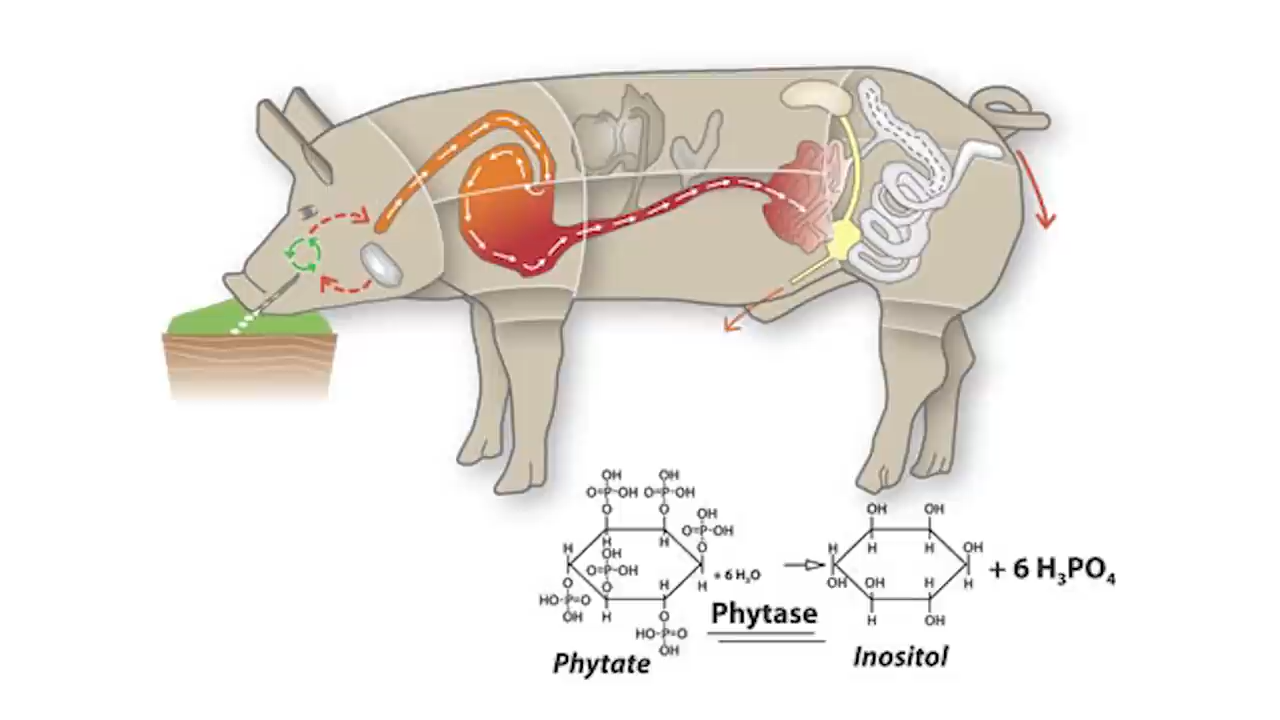 OH OH
O=P-OH O=P-OH
O O OH
O=P-OH
O
H H H
OH
O=P-OH
O H H
+ 6 H₂O
O
HO-P=O
OH H O
HO-P=O
OH
Phytate
Phytase
OH OH
H H H OH
OH OH H H
H OH
Inositol
+ 6 H₃PO₄